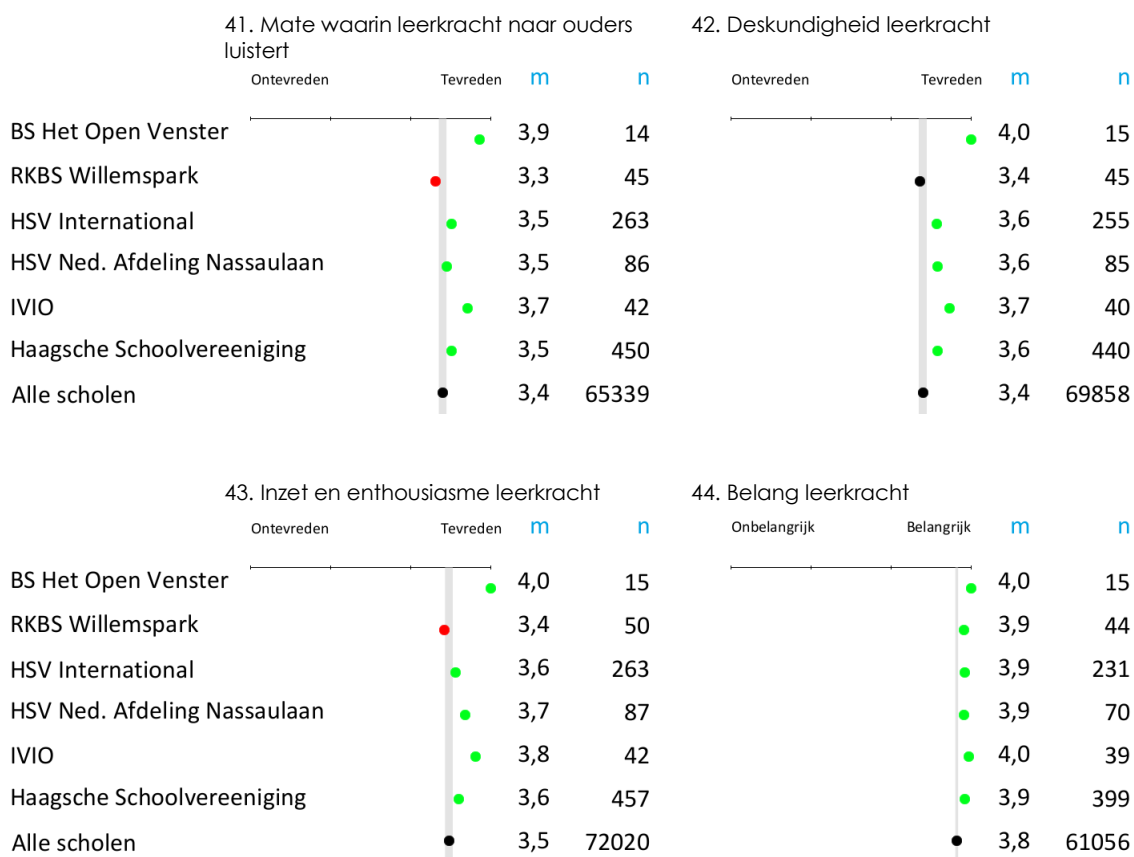 41. Mate waarin leerkracht naar ouders luistert
Ontevreden Tevreden m n
BS Het Open Venster 3,9 14
RKBS Willemspark 3,3 45
HSV International 3,5 263
HSV Ned. Afdeling Nassaulaan 3,5 86
IVIO 3,7 42
Haagsche Schoolvereeniging 3,5 450
Alle scholen 3,4 65339
42. Deskundigheid leerkracht
Ontevreden Tevreden m n
4,0 15
3,4 45
3,6 255
3,6 85
3,7 40
3,6 440
3,4 69858
43. Inzet en enthousiasme leerkracht
Ontevreden Tevreden m n
BS Het Open Venster 4,0 15
RKBS Willemspark 3,4 50
HSV International 3,6 263
HSV Ned. Afdeling Nassaulaan 3,7 87
IVIO 3,8 42
Haagsche Schoolvereeniging 3,6 457
Alle scholen 3,5 72020
44. Belang leerkracht
Onbelangrijk Belangrijk m n
4,0 15
3,9 44
3,9 231
3,9 70
4,0 39
3,9 399
3,8 61056